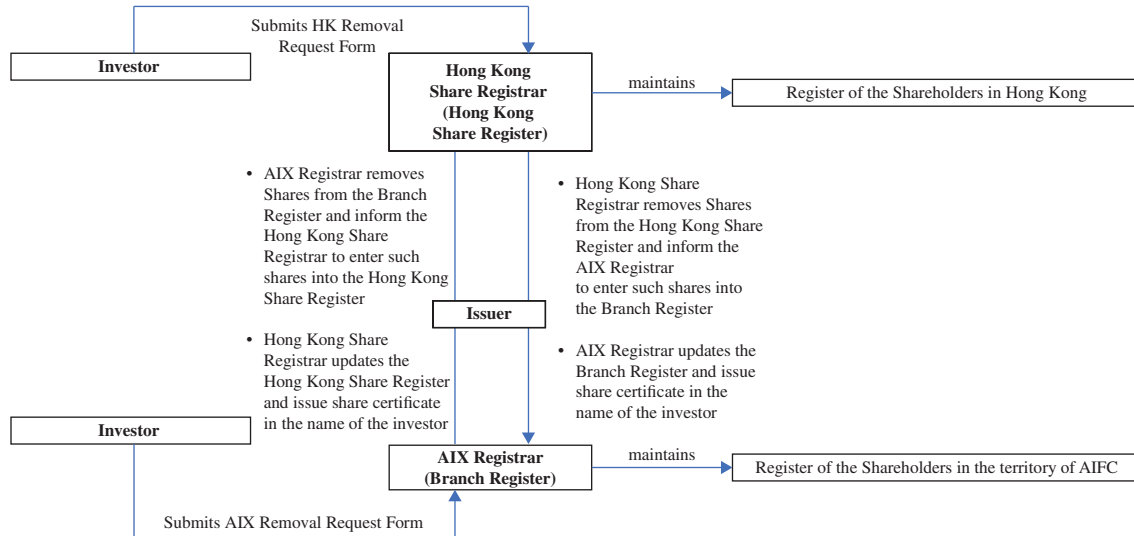 Submits HK Removal
Request Form
Investor
Hong Kong
Share Registrar
(Hong Kong
Share Register)
maintains
Register of the Shareholders in Hong Kong
• AIX Registrar removes
Shares from the Branch
Register and inform the
Hong Kong Share
Registrar to enter such
shares into the Hong Kong
Share Register
• Hong Kong Share
Registrar removes Shares
from the Hong Kong Share
Register and inform the
AIX Registrar
to enter such shares into
the Branch Register
Issuer
• Hong Kong Share
Registrar updates the
Hong Kong Share Register
and issue share certificate
in the name of the investor
• AIX Registrar updates the
Branch Register and issue
share certificate in the
name of the investor
Investor
AIX Registrar
(Branch Register)
maintains
Register of the Shareholders in the territory of AIFC
Submits AIX Removal Request Form